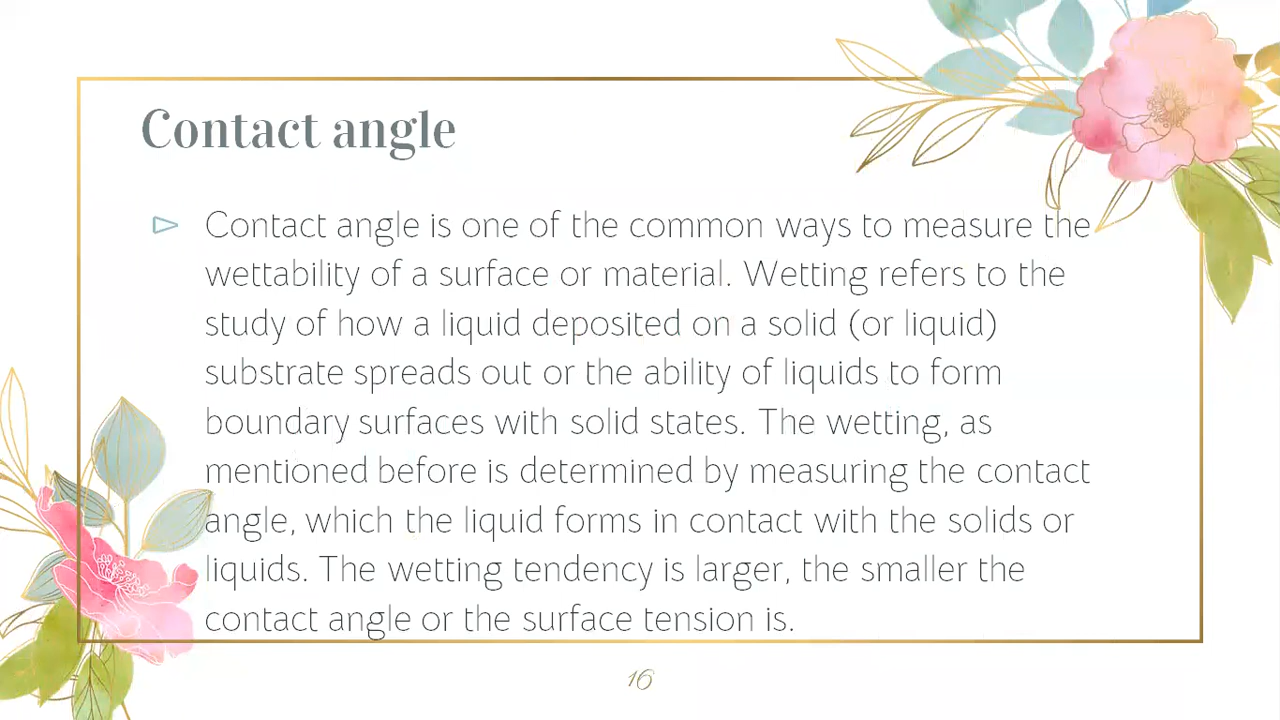 Contact angle
Contact angle is one of the common ways to measure the
wettability of a surface or material. Wetting refers to the
study of how a liquid deposited on a solid (or liquid)
substrate spreads out or the ability of liquids to form
boundary surfaces with solid states. The wetting, as
mentioned before is determined by measuring the contact
angle, which the liquid forms in contact with the solids or
liquids. The wetting tendency is larger, the smaller the
contact angle or the surface tension is.
16